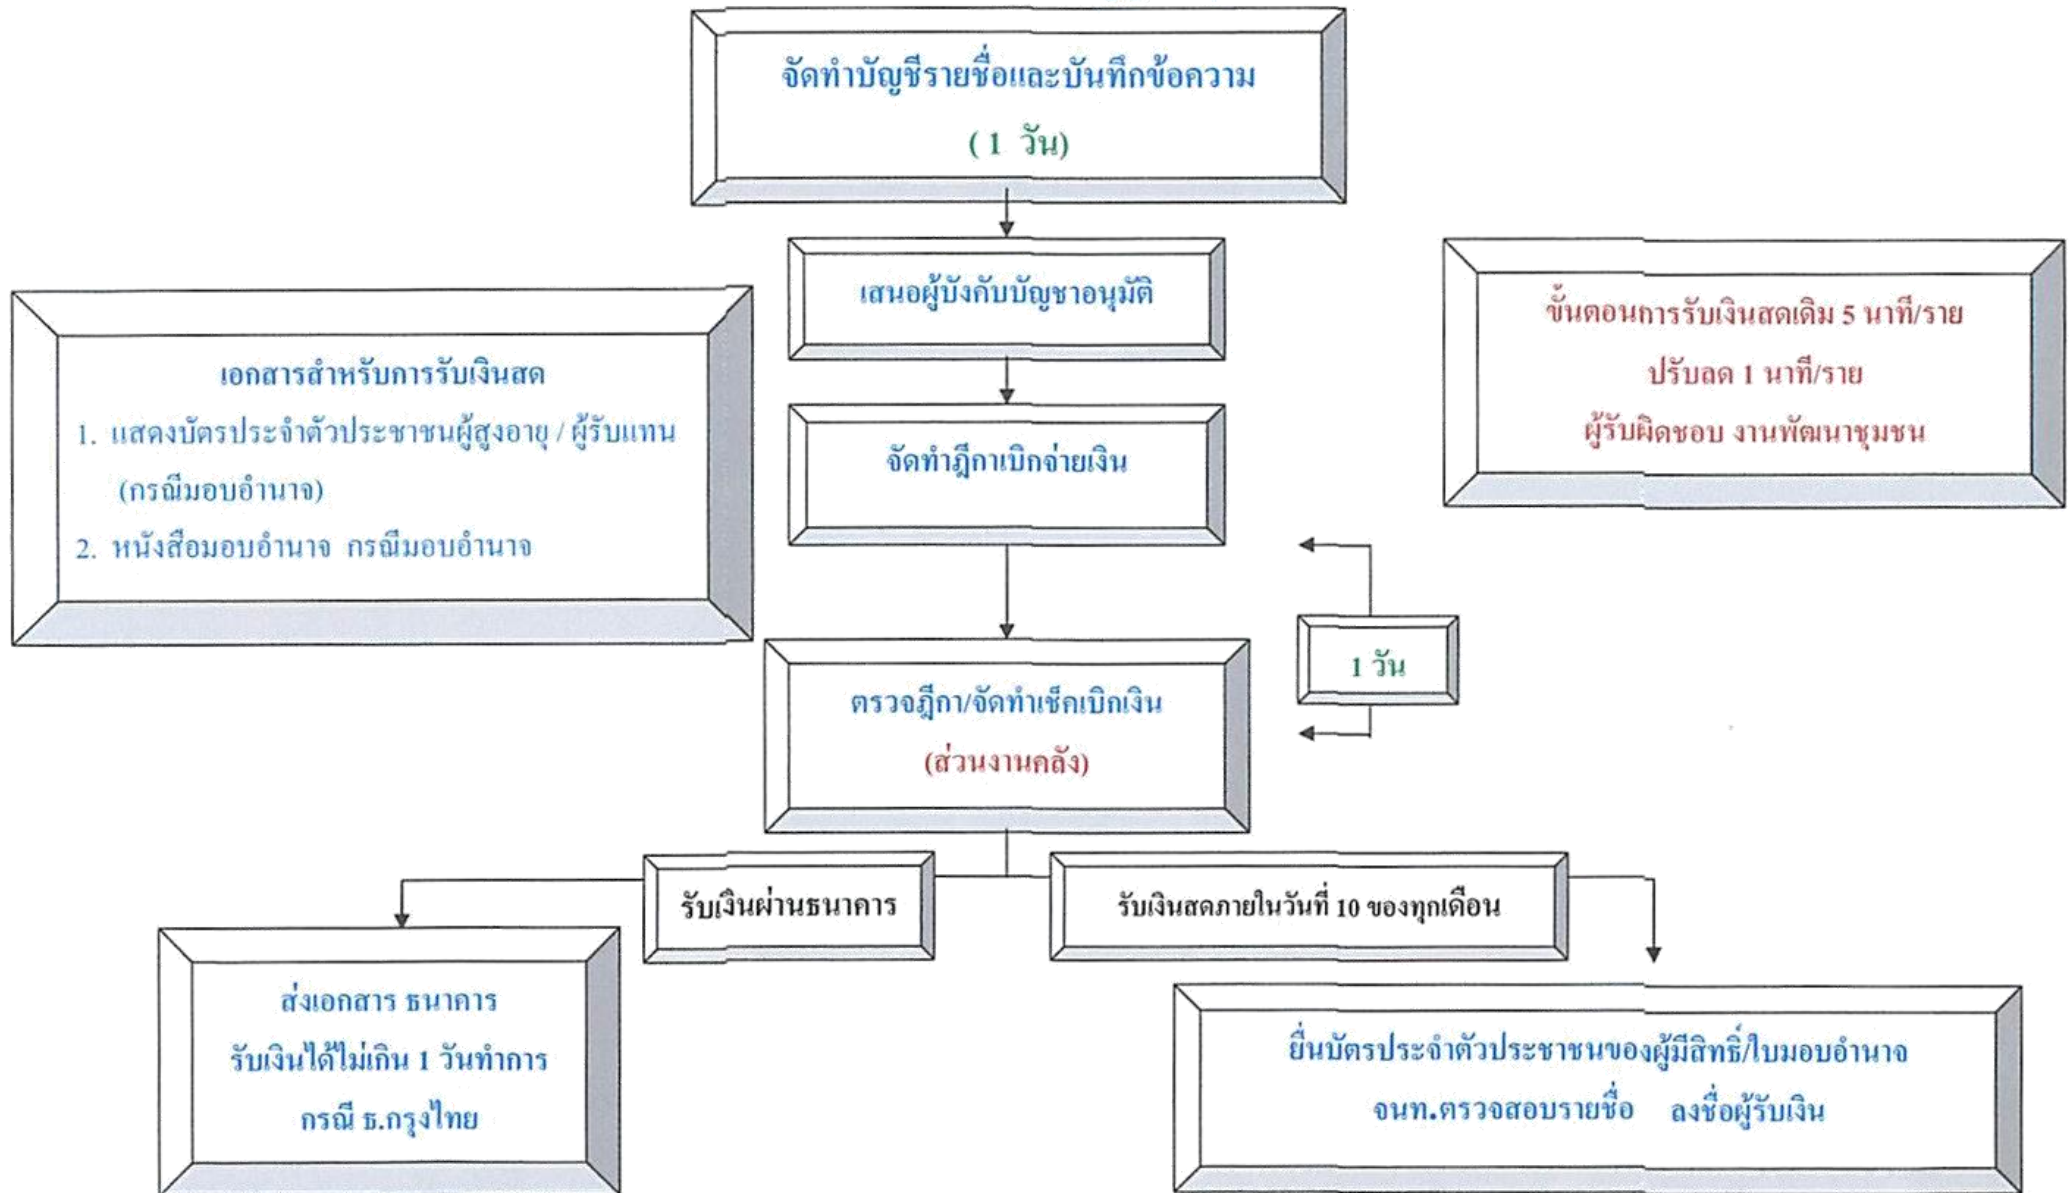 จัดทำบัญชีรายชื่อและบันทึกข้อความ
( 1 วัน)
เสนอผู้บังคับบัญชาอนุมัติ
ขั้นตอนการรับเงินสดเดิม 5 นาที/ราย
ปรับลด 1 นาที/ราย
ผู้รับผิดชอบ งานพัฒนาชุมชน
เอกสารสำหรับการรับเงินสด
1. แสดงบัตรประจำตัวประชาชนผู้สูงอายุ / ผู้รับแทน
(กรณีมอบอำนาจ)
2. หนังสือมอบอำนาจ กรณีมอบอำนาจ
จัดทำฎีกาเบิกจ่ายเงิน
1 วัน
ตรวจฎีกา/จัดทำเช็คเบิกเงิน
(ส่วนงานคลัง)
รับเงินผ่านธนาคาร
รับเงินสดภายในวันที่ 10 ของทุกเดือน
ส่งเอกสาร ธนาคาร
รับเงินได้ไม่เกิน 1 วันทำการ
กรณี ธ.กรุงไทย
ยื่นบัตรประจำตัวประชาชนของผู้มีสิทธิ์/ใบมอบอำนาจ
จนท.ตรวจสอบรายชื่อ ลงชื่อผู้รับเงิน